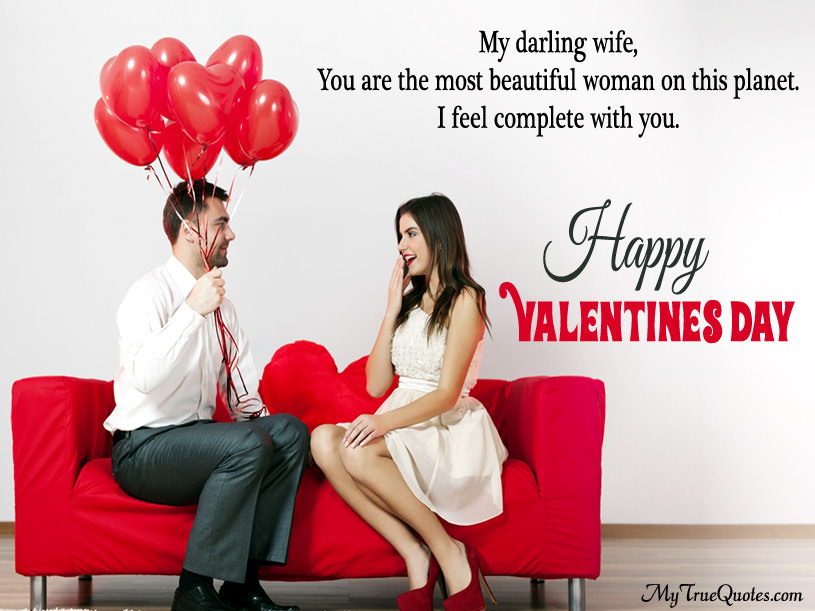 My darling wife,
You are the most beautiful woman on this planet.
I feel complete with you.
Happy
VALENTINES DAY
MyTrueQuotes.com